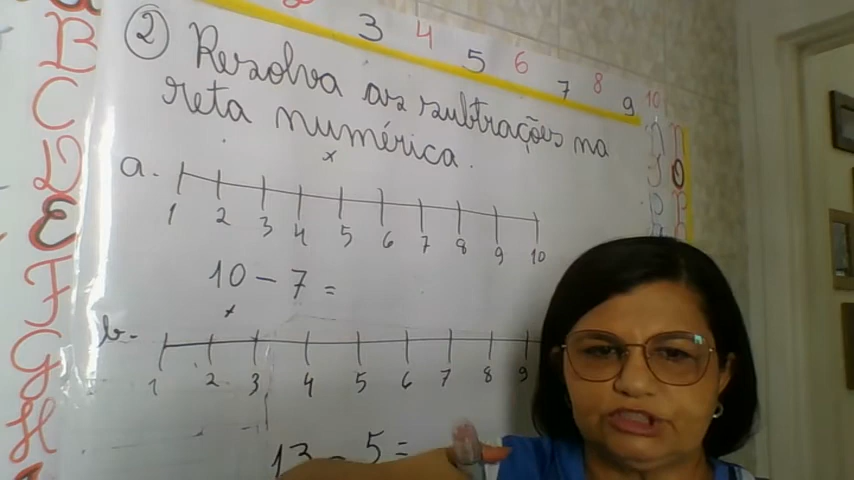 3 4 5 6 7 8 9 10
② Resolva as subtrações na
reta numérica.
a.
1 2 3 4 5 6 7 8 9 10
10 - 7 =
b.
1 2 3 4 5 6 7 8 9
13 - 5 =
B
C
D
E
F
G
H